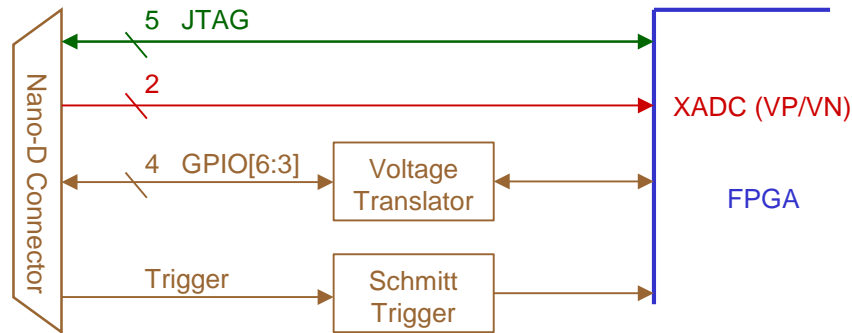 5 JTAG
2
XADC (VP/VN)
4 GPIO[6:3]
Voltage
Translator
FPGA
Trigger
Schmitt
Trigger
Nano-D Connector